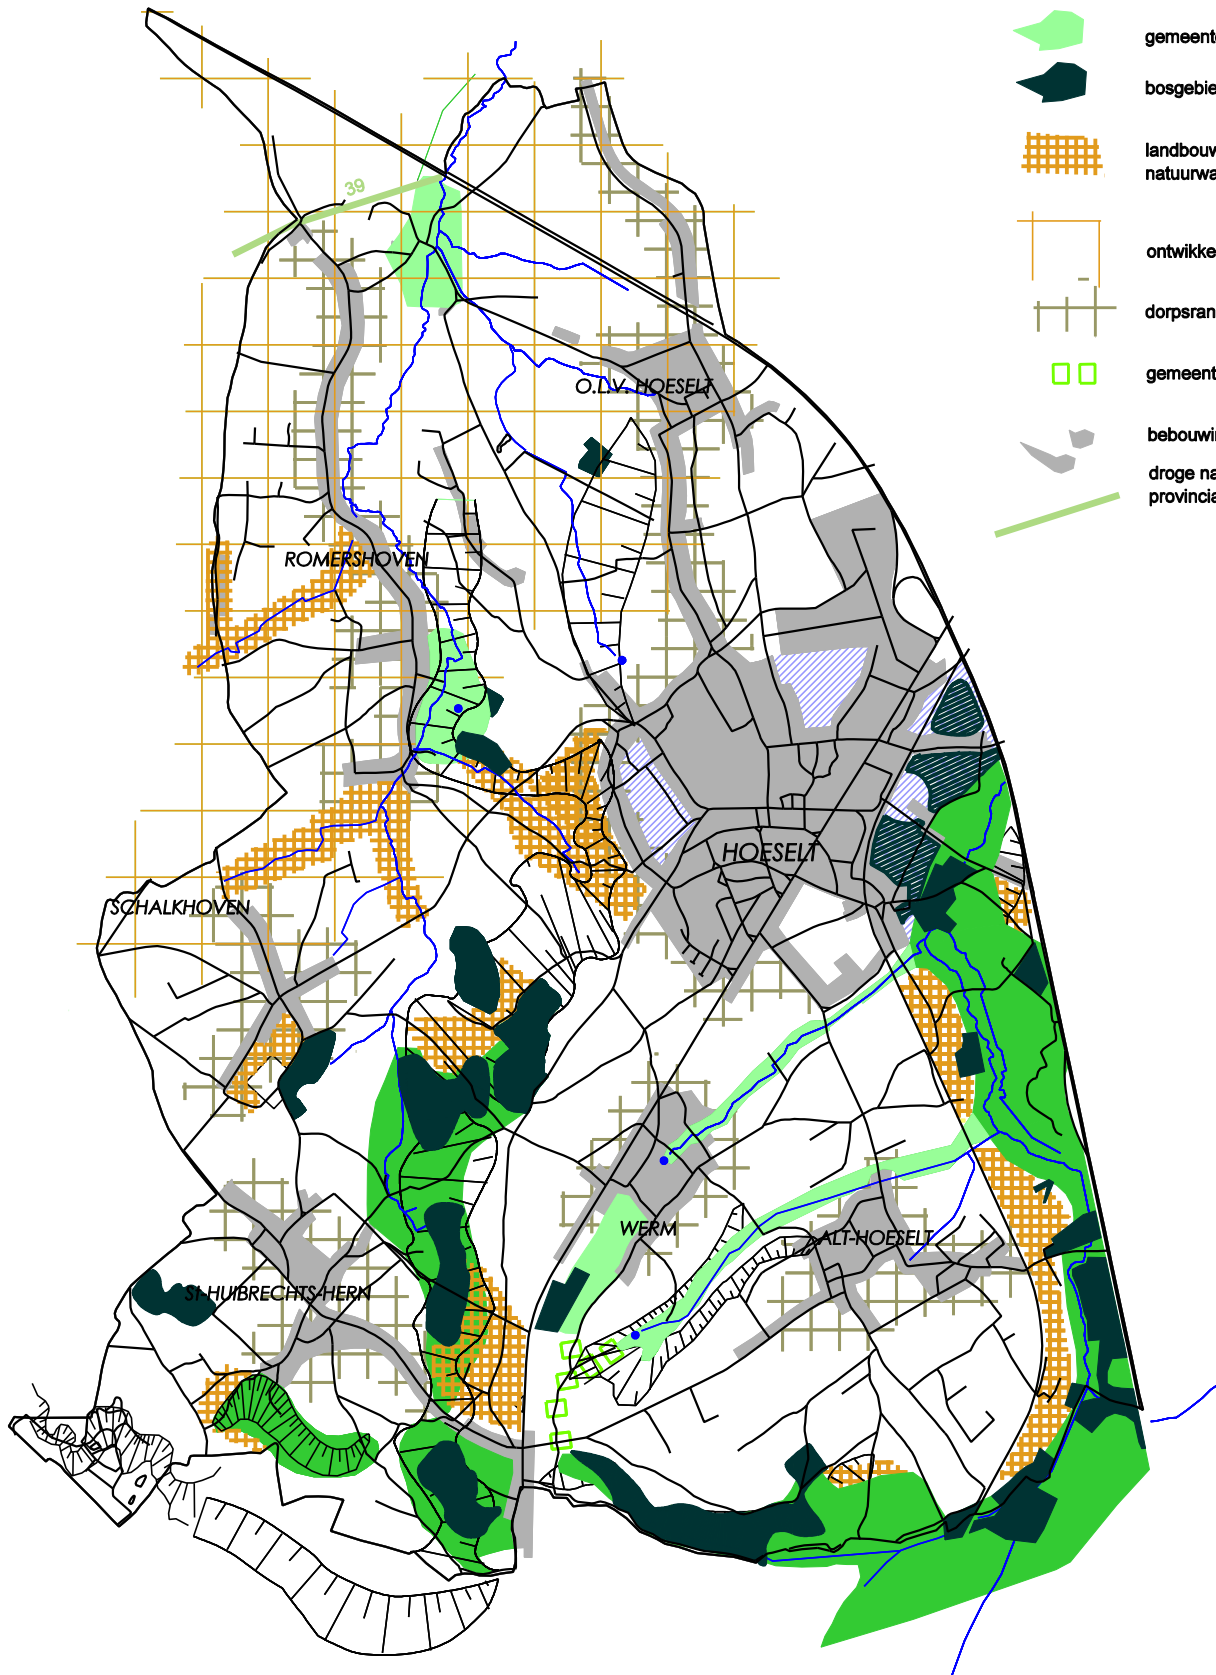 gemeent
bosgebie
landbouw
natuurwa
ontwikke
dorpsran
gemeent
bebouwin
droge na
provincia
39
O.L.V. HOESELT
ROMERSHOVEN
HOESELT
SCHALKHOVEN
WERM
ALT-HOESELT
St-HUIBRECHTS-HERN